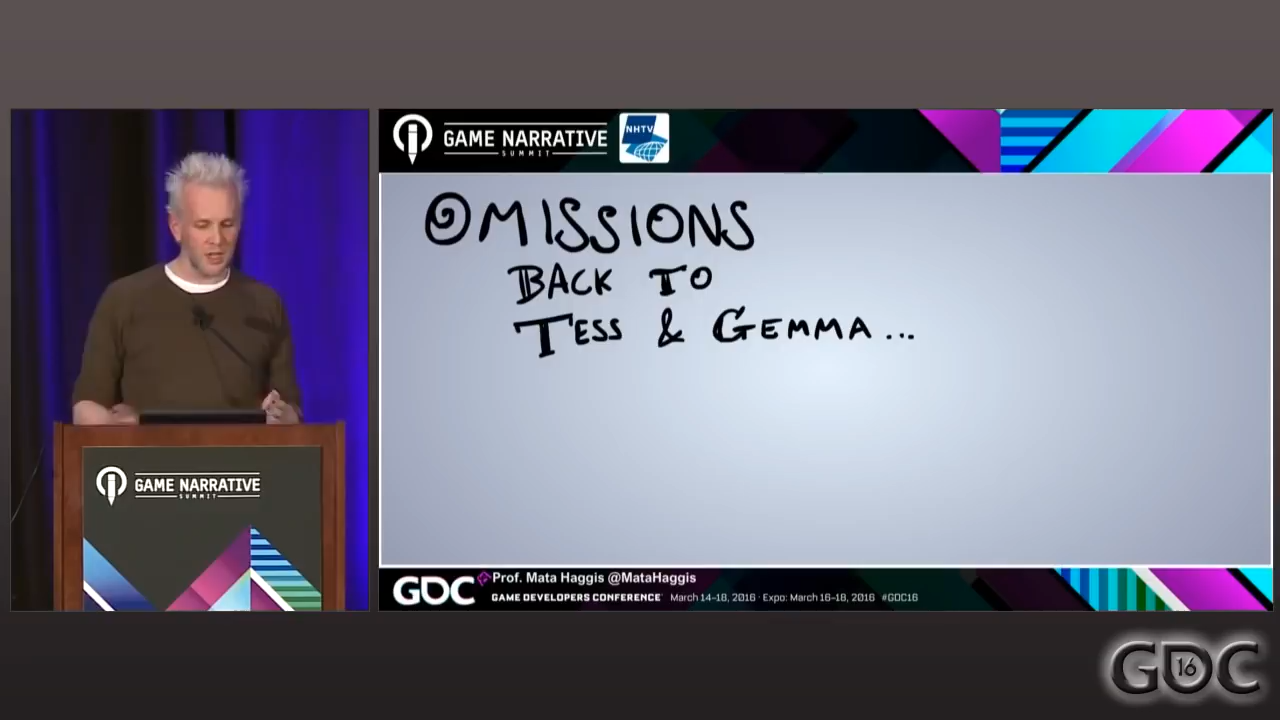 GAME NARRATIVE
SUMMIT
NHTV
OMISSIONS
BACK TO
TESS & GEMMA...
GAME NARRATIVE
SUMMIT
GDC
Prof. Mata Haggis @MataHaggis
GAME DEVELOPERS CONFERENCE March 14–18, 2016 · Expo: March 16–18, 2016 #GDC16
GDC
16